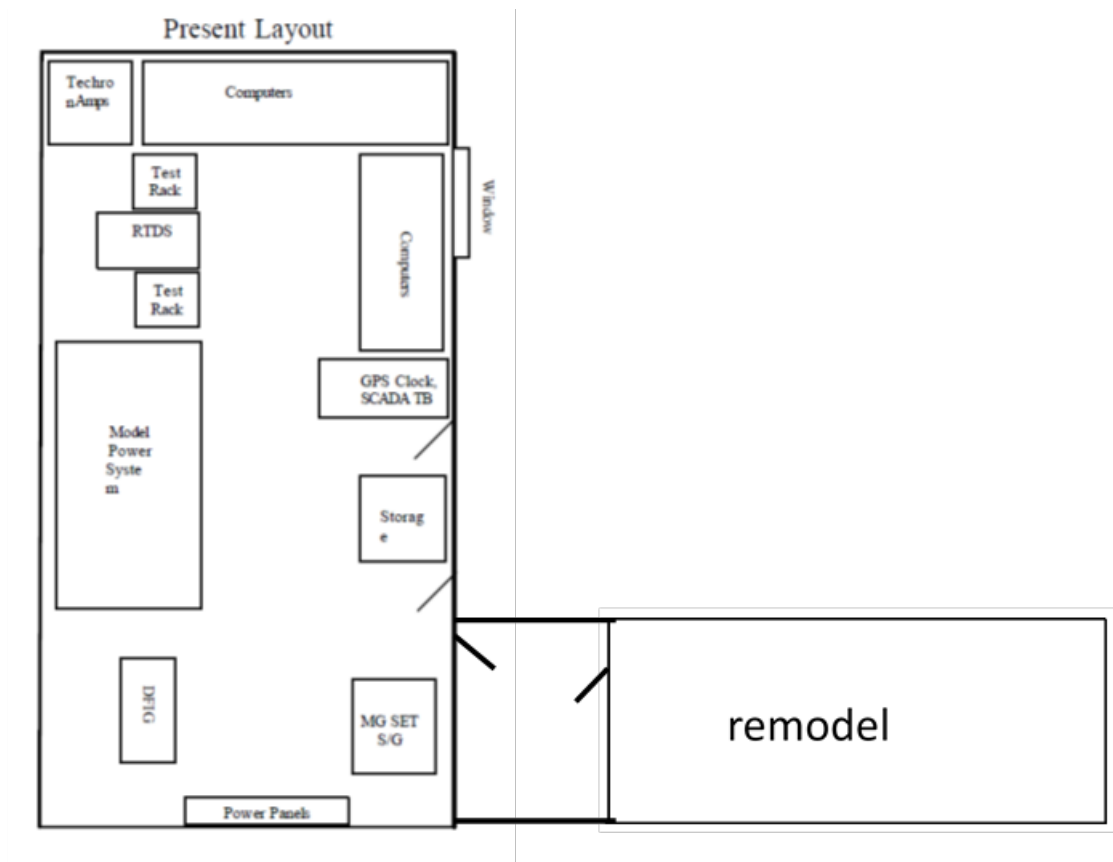 Present Layout
Techro
nAmps
Computers
Test
Rack
RTDS
Test
Rack
Computers
Window
GPS Clock,
SCADA TB
Model
Power
Syste
m
Storag
e
DFIG
MG SET
S/G
Power Panels
remodel